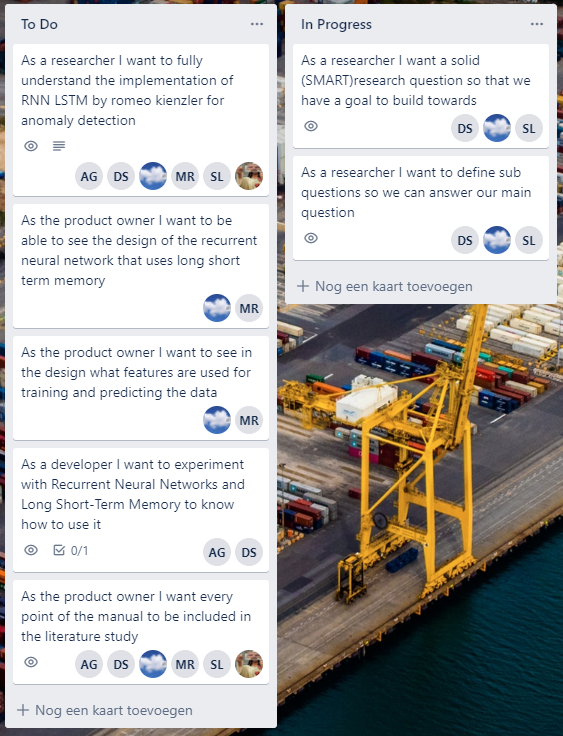 To Do
As a researcher I want to fully
understand the implementation of
RNN LSTM by romeo kienzler for
anomaly detection
AG DS MR SL
As the product owner I want to be
able to see the design of the recurrent
neural network that uses long short
term memory
MR
As the product owner I want to see in
the design what features are used for
training and predicting the data
MR
As a developer I want to experiment
with Recurrent Neural Networks and
Long Short-Term Memory to know
how to use it
0/1 AG DS
As the product owner I want every
point of the manual to be included in
the literature study
AG DS MR SL
Nog een kaart toevoegen
In Progress
As a researcher I want a solid
(SMART)research question so that we
have a goal to build towards
DS SL
As a researcher I want to define sub
questions so we can answer our main
question
DS SL
Nog een kaart toevoegen